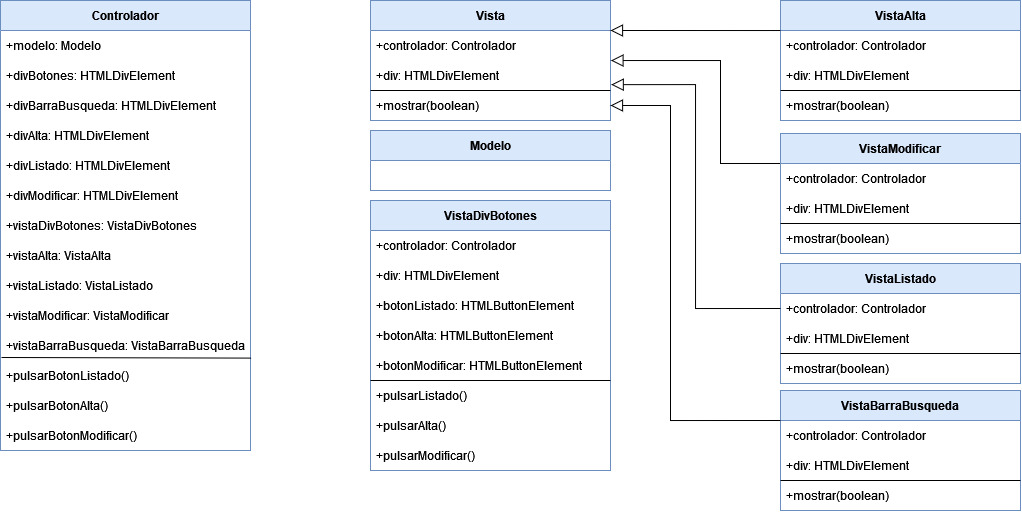 Controlador
+modelo: Modelo
+divBotones: HTMLDivElement
+divBarraBusqueda: HTMLDivElement
+divAlta: HTMLDivElement
+divListado: HTMLDivElement
+divModificar: HTMLDivElement
+vistaDivBotones: VistaDivBotones
+vistaAlta: VistaAlta
+vistaListado: VistaListado
+vistaModificar: VistaModificar
+vistaBarraBusqueda: VistaBarraBusqueda
+pulsarBotonListado()
+pulsarBotonAlta()
+pulsarBotonModificar()
Vista
+controlador: Controlador
+div: HTMLDivElement
+mostrar(boolean)
Modelo
VistaDivBotones
+controlador: Controlador
+div: HTMLDivElement
+botonListado: HTMLButtonElement
+botonAlta: HTMLButtonElement
+botonModificar: HTMLButtonElement
+pulsarListado()
+pulsarAlta()
+pulsarModificar()
VistaAlta
+controlador: Controlador
+div: HTMLDivElement
+mostrar(boolean)
VistaModificar
+controlador: Controlador
+div: HTMLDivElement
+mostrar(boolean)
VistaListado
+controlador: Controlador
+div: HTMLDivElement
+mostrar(boolean)
VistaBarraBusqueda
+controlador: Controlador
+div: HTMLDivElement
+mostrar(boolean)